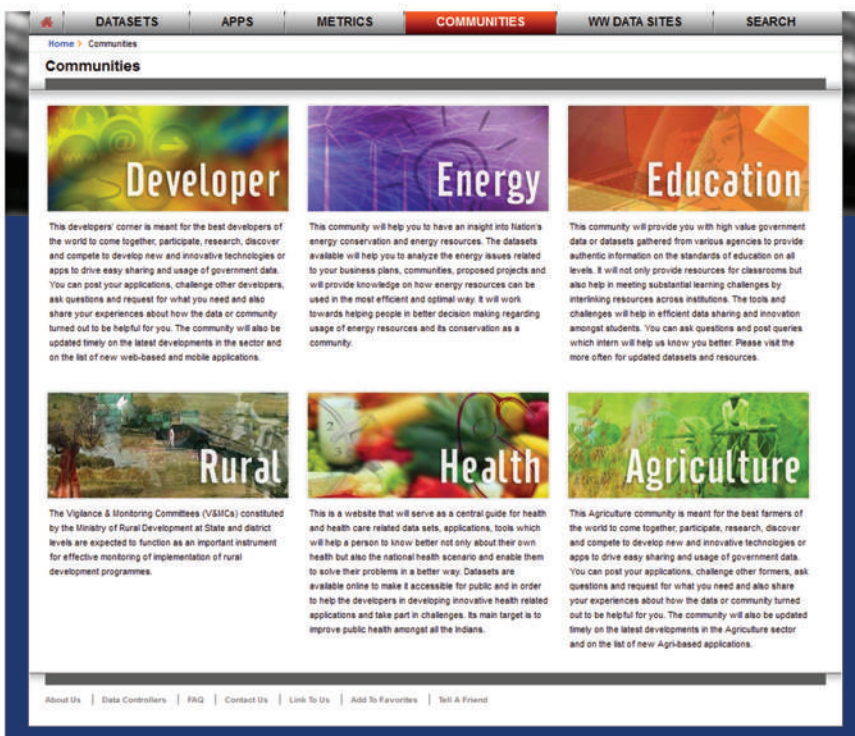 DATASETS APPS METRICS COMMUNITIES WW DATA SITES SEARCH
Home > Communities
Communities
Developer
This developers' corner is meant for the best developers of
the world to come together, participate, research, discover
and compete to develop new and innovative technologies or
apps to drive easy sharing and usage of government data.
You can post your applications, challenge other developers,
ask questions and request for what you need and also
share your experiences about how the data or community
turned out to be helpful for you. The community will also be
updated timely on the latest developments in the sector and
on the list of new web-based and mobile applications.
Energy
This community will help you to have an insight into Nation's
energy conservation and energy resources. The datasets
available will help you to analyze the energy issues related
to your business plans, communities, proposed projects and
will provide knowledge on how energy resources can be
used in the most efficient and optimal way. It will work
towards helping people in better decision making regarding
usage of energy resources and its conservation as a
community.
Education
This community will provide you with high value government
data or datasets gathered from various agencies to provide
authentic information on the standards of education on all
levels. It will not only provide resources for classrooms but
also help in meeting substantial learning challenges by
interlinking resources across institutions. The tools and
challenges will help in efficient data sharing and innovation
amongst students. You can ask questions and post queries
which intern will help us know you better. Please visit the
more often for updated datasets and resources.
Rural
The Vigilance & Monitoring Committees (V&MCs) constituted
by the Ministry of Rural Development at State and district
levels are expected to function as an important instrument
for effective monitoring of implementation of rural
development programmes.
Health
This is a website that will serve as a central guide for health
and health care related data sets, applications, tools which
will help a person to know better not only about their own
health but also the national health scenario and enable them
to solve their problems in a better way. Datasets are
available online to make it accessible for public and in order
to help the developers in developing innovative health related
applications and take part in challenges. Its main target is to
improve public health amongst all the Indians.
Agriculture
This Agriculture community is meant for the best farmers of
the world to come together, participate, research, discover
and compete to develop new and innovative technologies or
apps to drive easy sharing and usage of government data.
You can post your applications, challenge other formers, ask
questions and request for what you need and also share
your experiences about how the data or community turned
out to be helpful for you. The community will also be updated
timely on the latest developments in the Agriculture sector
and on the list of new Agri-based applications.
About Us | Data Controllers | FAQ | Contact Us | Link To Us | Add To Favorites | Tell A Friend